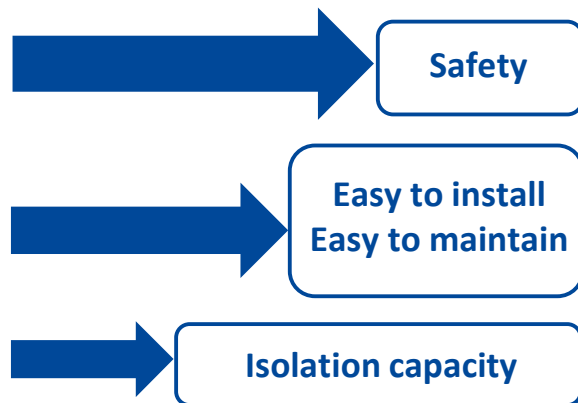 Safety
Easy to install
Easy to maintain
Isolation capacity